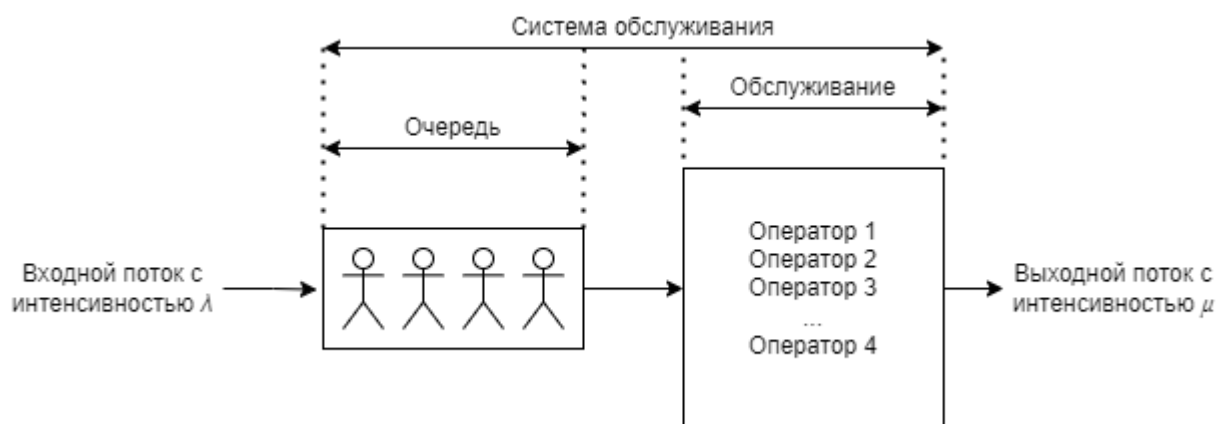 Система обслуживания
Обслуживание
Очередь
Оператор 1
Оператор 2
Оператор 3
...
Оператор 4
Входной поток с
интенсивностью λ
Выходной поток с
интенсивностью μ